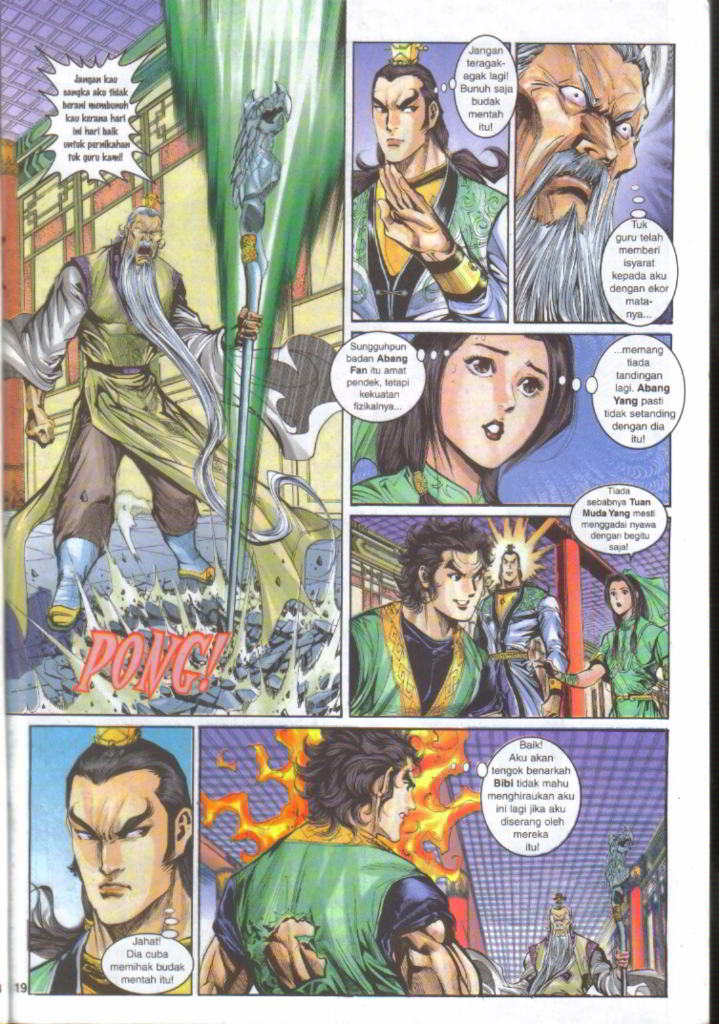 Jangan kau
sangka aku tidak
berani membunuh
kau kerana hari
ini hari baik
untuk pernikahan
tuk guru kami!
PONG!
Jangan
teragak-
agak lagi!
Bunuh saja
budak
mentah
itu!
Tuk
guru telah
memberi
isyarat
kepada aku
dengan ekor
mata-
nya...
Sungguhpun
badan Abang
Fan itu amat
pendek, tetapi
kekuatan
fizikalnya...
...memang
tiada
tandingan
lagi. Abang
Yang pasti
tidak setanding
dengan dia
itu!
Tiada
sebabnya Tuan
Muda Yang mesti
menggadai nyawa
dengan begitu
saja!
Jahat!
Dia cuba
memihak budak
mentah itu!
Baik!
Aku akan
tengok benarkah
Bibi tidak mahu
menghiraukan aku
ini lagi jika aku
diserang oleh
mereka
itu!
19